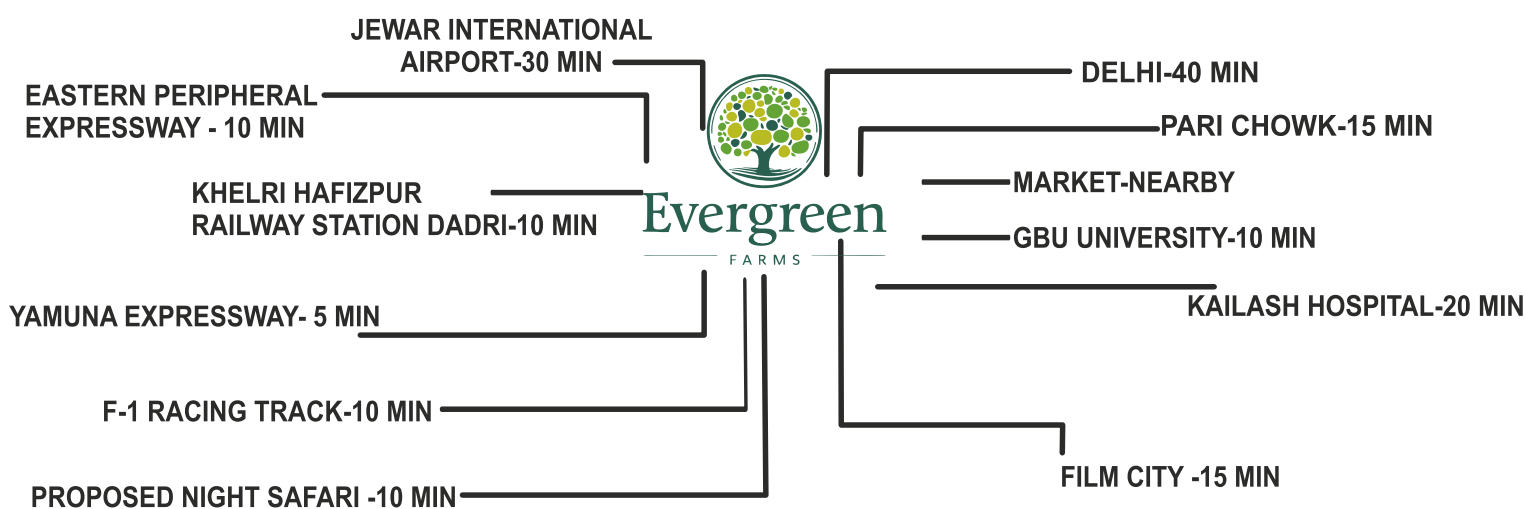 JEWAR INTERNATIONAL
AIRPORT-30 MIN
EASTERN PERIPHERAL
EXPRESSWAY - 10 MIN
KHELRI HAFIZPUR
RAILWAY STATION DADRI-10 MIN
YAMUNA EXPRESSWAY- 5 MIN
F-1 RACING TRACK-10 MIN
PROPOSED NIGHT SAFARI -10 MIN
Evergreen
FARMS
DELHI-40 MIN
PARI CHOWK-15 MIN
MARKET-NEARBY
GBU UNIVERSITY-10 MIN
KAILASH HOSPITAL-20 MIN
FILM CITY -15 MIN